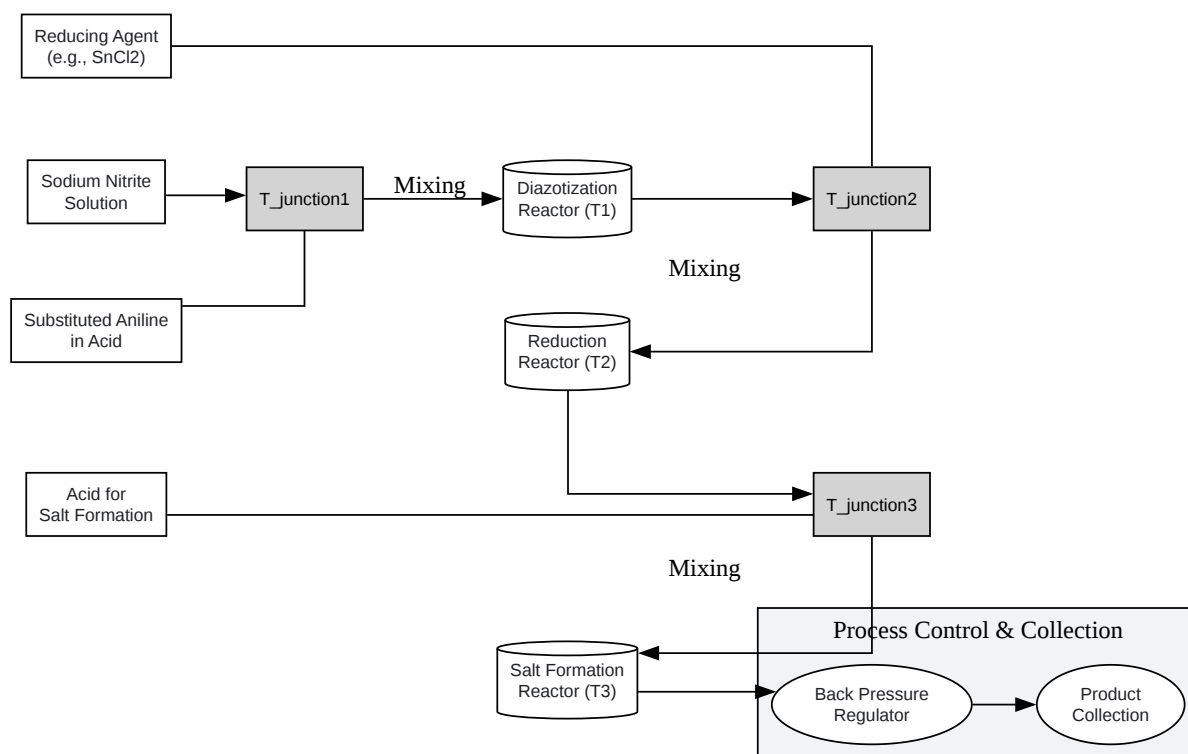 Reducing Agent
(e.g., SnCl2)
Sodium Nitrite
Solution
T_junction1
Mixing
Diazotization
Reactor (T1)
T_junction2
Mixing
Substituted Aniline
in Acid
Reduction
Reactor (T2)
Acid for
Salt Formation
T_junction3
Mixing
Process Control & Collection
Salt Formation
Reactor (T3)
Back Pressure
Regulator
Product
Collection